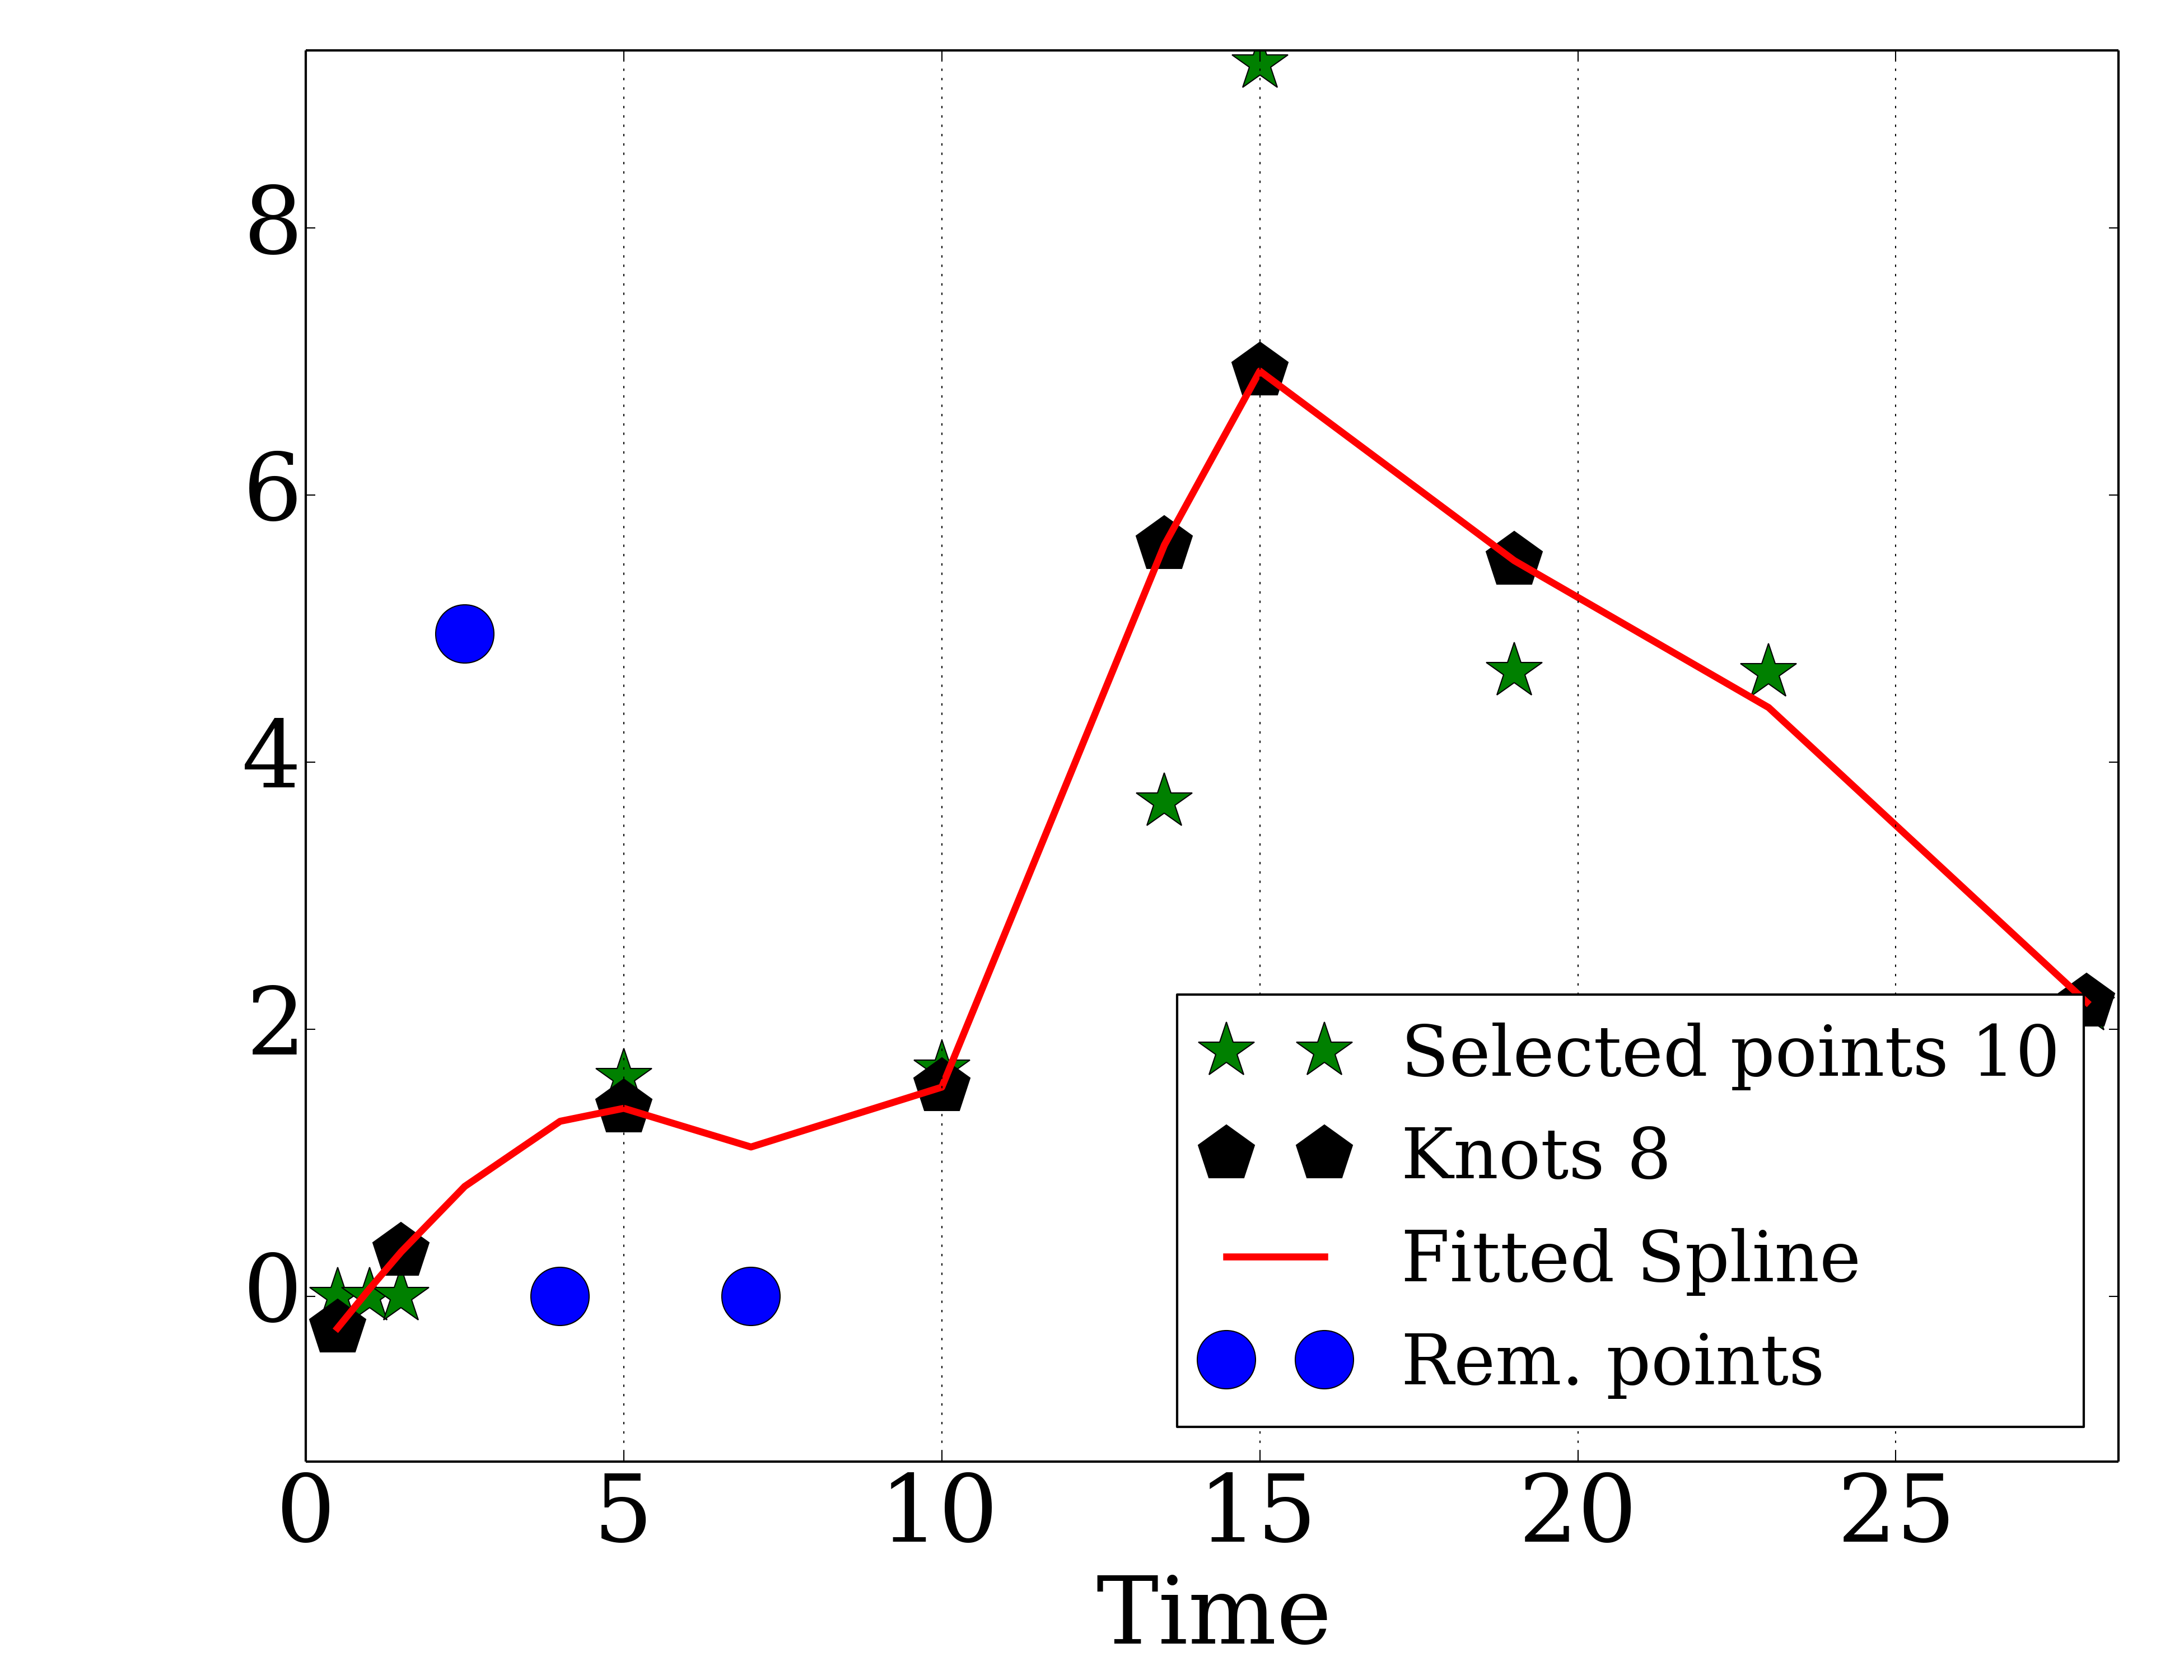 8
6
4
2
0
Selected points 10
Knots 8
Fitted Spline
Rem. points
0 5 10 15 20 25
Time